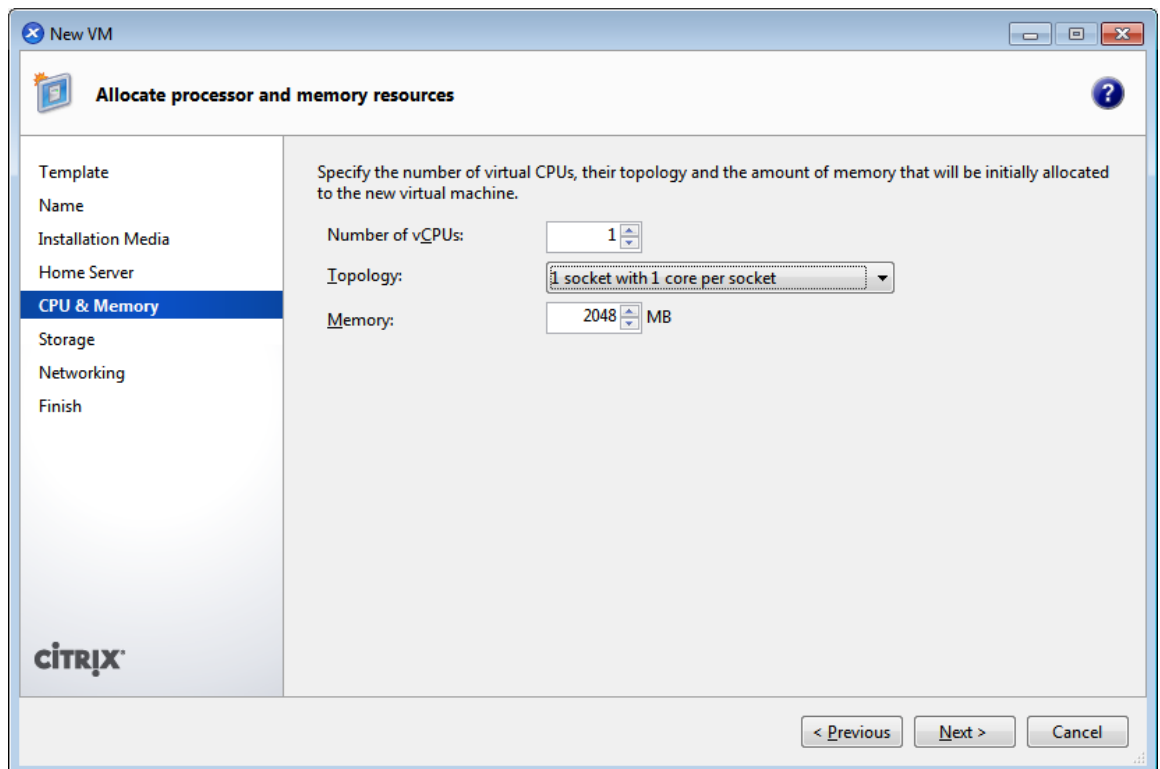 New VM
Allocate processor and memory resources
?
Template
Name
Installation Media
Home Server
CPU & Memory
Storage
Networking
Finish
CİTRIX
Specify the number of virtual CPUs, their topology and the amount of memory that will be initially allocated
to the new virtual machine.
Number of vCPUs: 1
Topology: 1 socket with 1 core per socket
Memory: 2048 MB
< Previous Next > Cancel